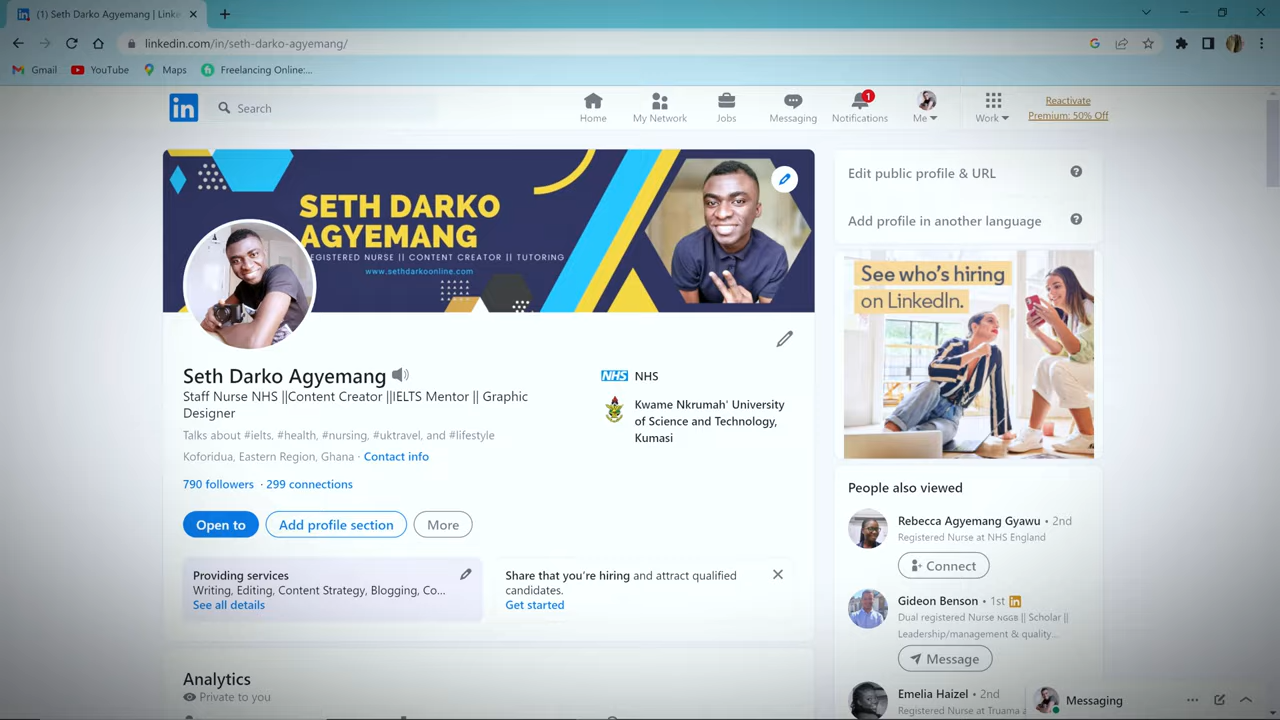 (1) Seth Darko Agyemang | Linke
linkedin.com/in/seth-darko-agyemang/
Gmail
YouTube
Maps
Freelancing Online:...
in
Search
Home
My Network
Jobs
Messaging
1
Notifications
Me
Work
Reactivate
Premium: 50% Off
SETH DARKO
AGYEMANG
REGISTERED NURSE || CONTENT CREATOR || TUTORING
www.sethdarkoonline.com
Seth Darko Agyemang
Staff Nurse NHS ||Content Creator ||IELTS Mentor || Graphic
Designer
Talks about #ielts, #health, #nursing, #uktravel, and #lifestyle
Koforidua, Eastern Region, Ghana · Contact info
790 followers · 299 connections
Open to
Add profile section
More
NHS NHS
Kwame Nkrumah' University
of Science and Technology,
Kumasi
Providing services
Writing, Editing, Content Strategy, Blogging, Co...
See all details
Share that you're hiring and attract qualified
candidates.
Get started
Analytics
Private to you
Edit public profile & URL
Add profile in another language
See who's hiring
on LinkedIn.
People also viewed
Rebecca Agyemang Gyawu • 2nd
Registered Nurse at NHS England
Connect
Gideon Benson • 1st in
Dual registered Nurse ɴɢɢʙ || Scholar ||
Leadership/management & quality...
Message
Emelia Haizel • 2nd
Registered Nurse at Truama a
Messaging